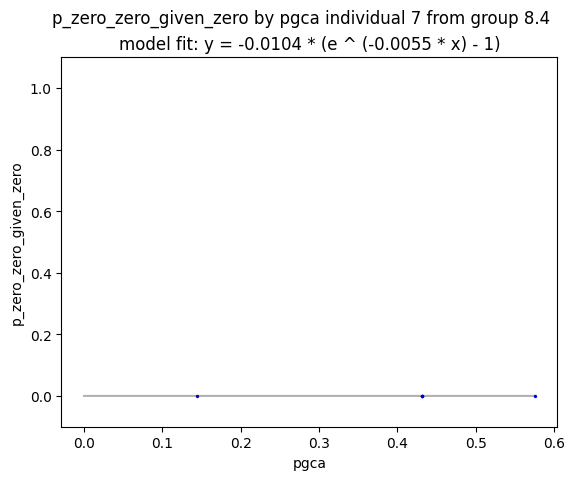 p_zero_zero_given_zero by pgca individual 7 from group 8.4
model fit: y = -0.0104 * (e ^ (-0.0055 * x) - 1)
1.0
0.8
0.6
0.4
0.2
0.0
p_zero_zero_given_zero
0.0 0.1 0.2 0.3 0.4 0.5 0.6
pgca